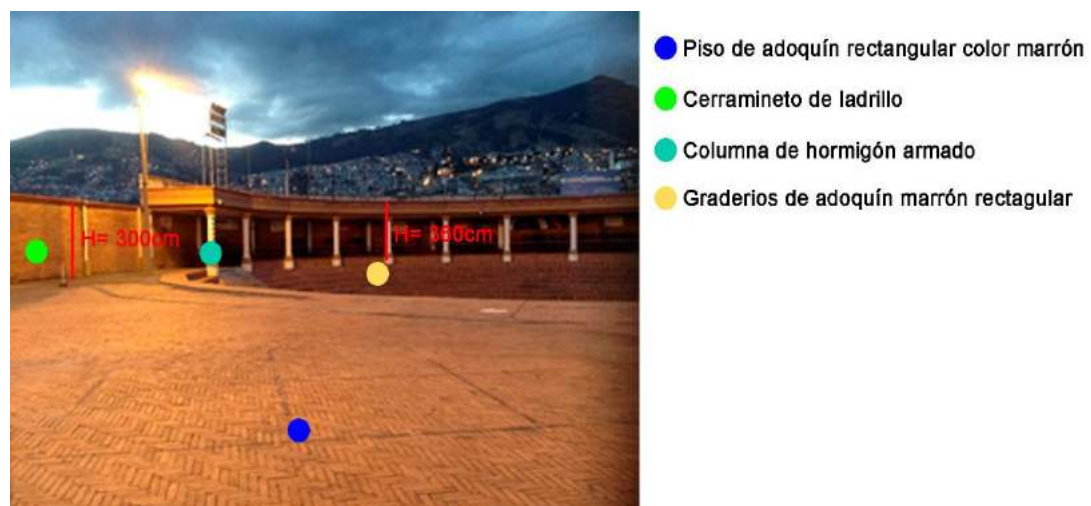 Piso de adoquín rectangular color marrón
Cerramineto de ladrillo
Columna de hormigón armado
Graderios de adoquín marrón rectagular
H= 300cm
H= 360cm